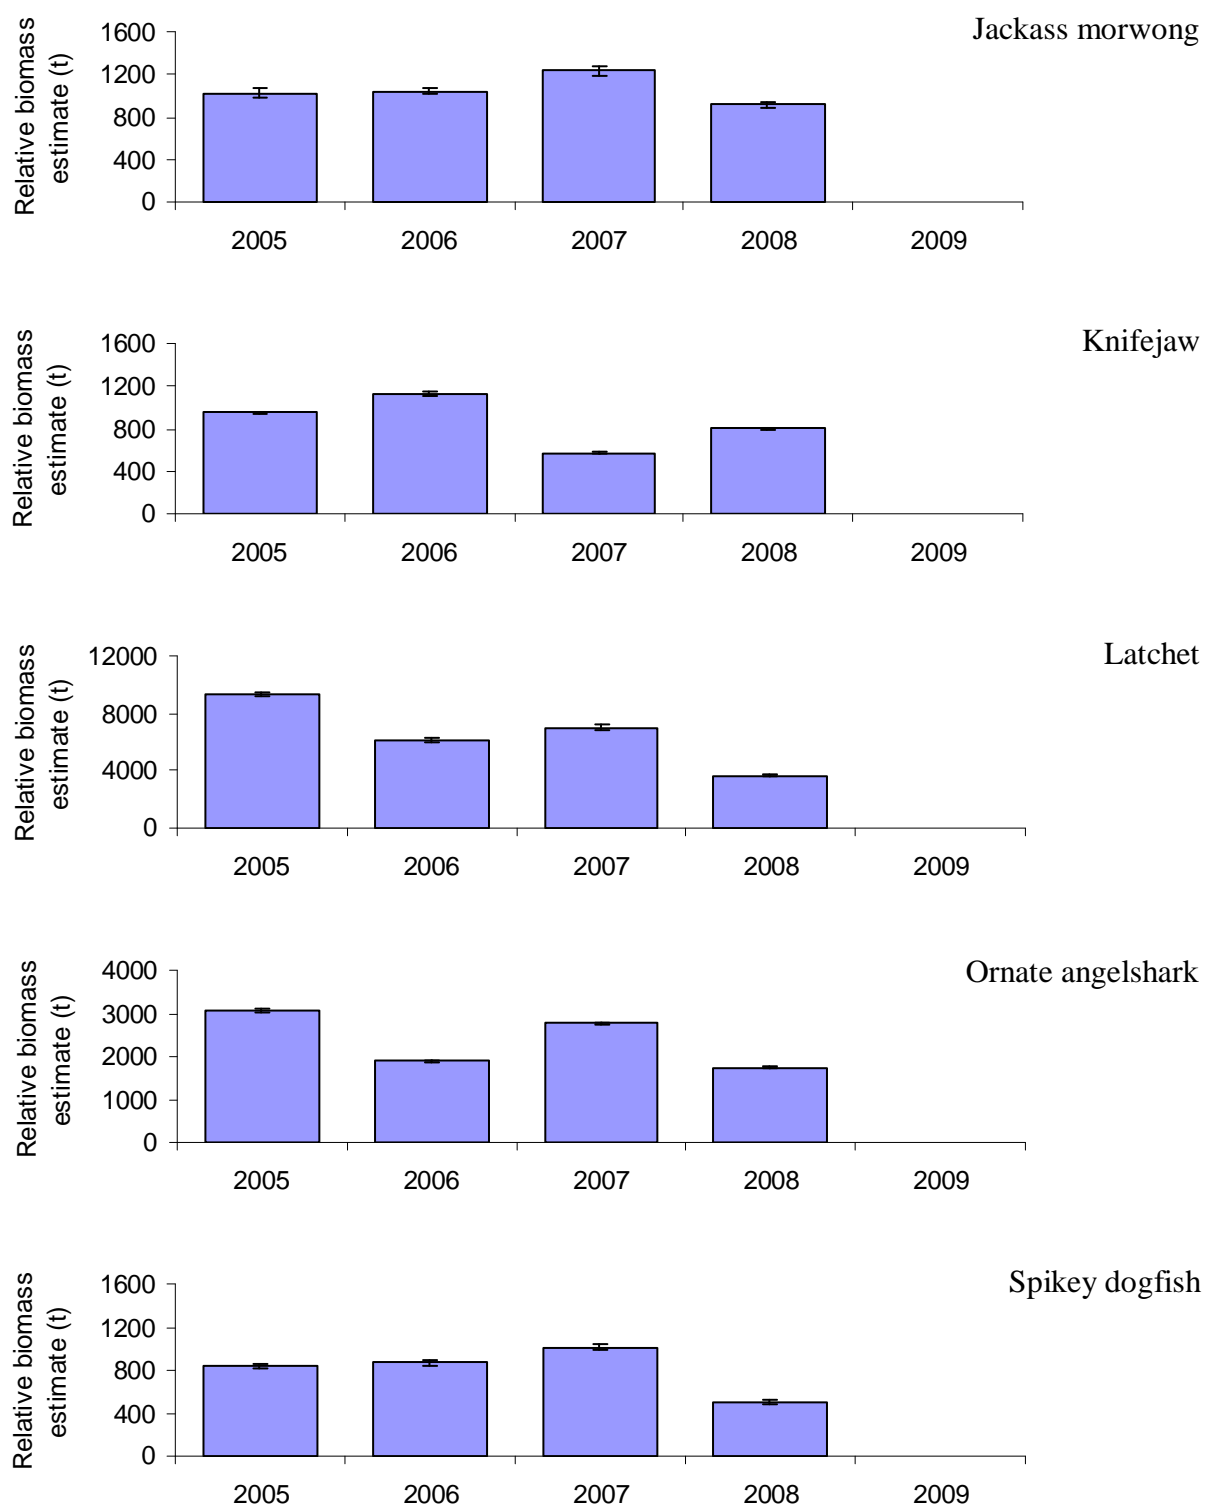 Jackass morwong
Relative biomass
estimate (t)
1600
1200
800
400
0
2005 2006 2007 2008 2009
Knifejaw
Relative biomass
estimate (t)
1600
1200
800
400
0
2005 2006 2007 2008 2009
Latchet
Relative biomass
estimate (t)
12000
8000
4000
0
2005 2006 2007 2008 2009
Ornate angelshark
Relative biomass
estimate (t)
4000
3000
2000
1000
0
2005 2006 2007 2008 2009
Spikey dogfish
Relative biomass
estimate (t)
1600
1200
800
400
0
2005 2006 2007 2008 2009